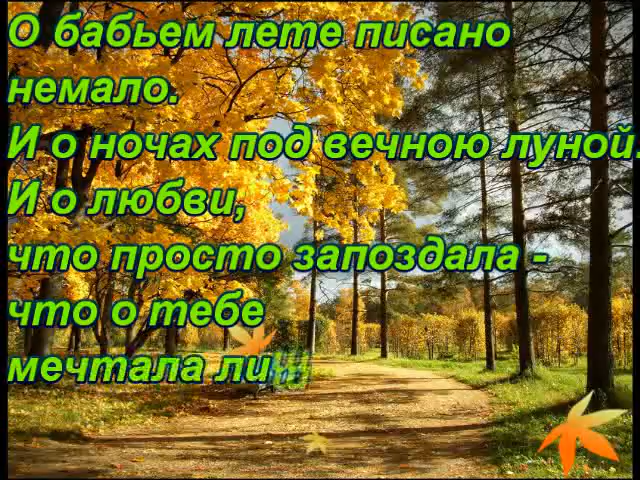 О бабьем лете писано
немало.
И о ночах под вечною луной.
И о любви,
что просто запоздала -
что о тебе
мечтала ли